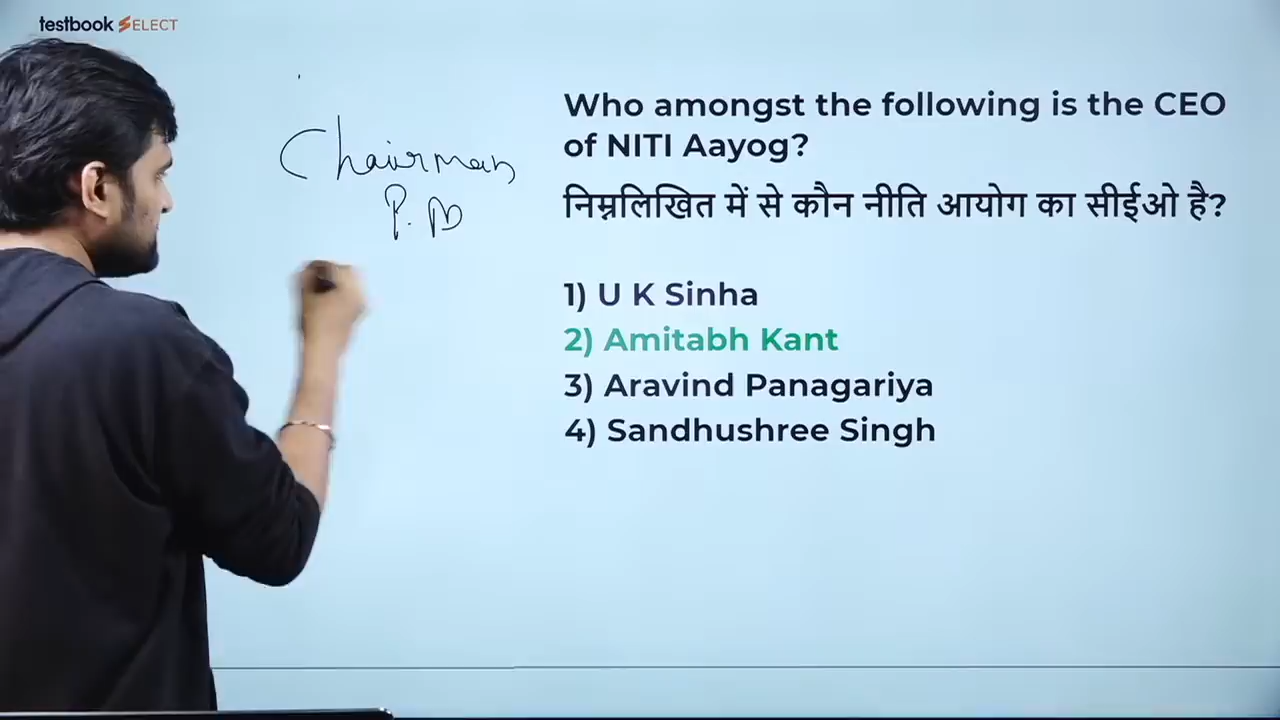 testbook SELECT
Chairman
P.
Who amongst the following is the CEO
of NITI Aayog?
निम्नलिखित में से कौन नीति आयोग का सीईओ है?
1) U K Sinha
2) Amitabh Kant
3) Aravind Panagariya
4) Sandhushree Singh